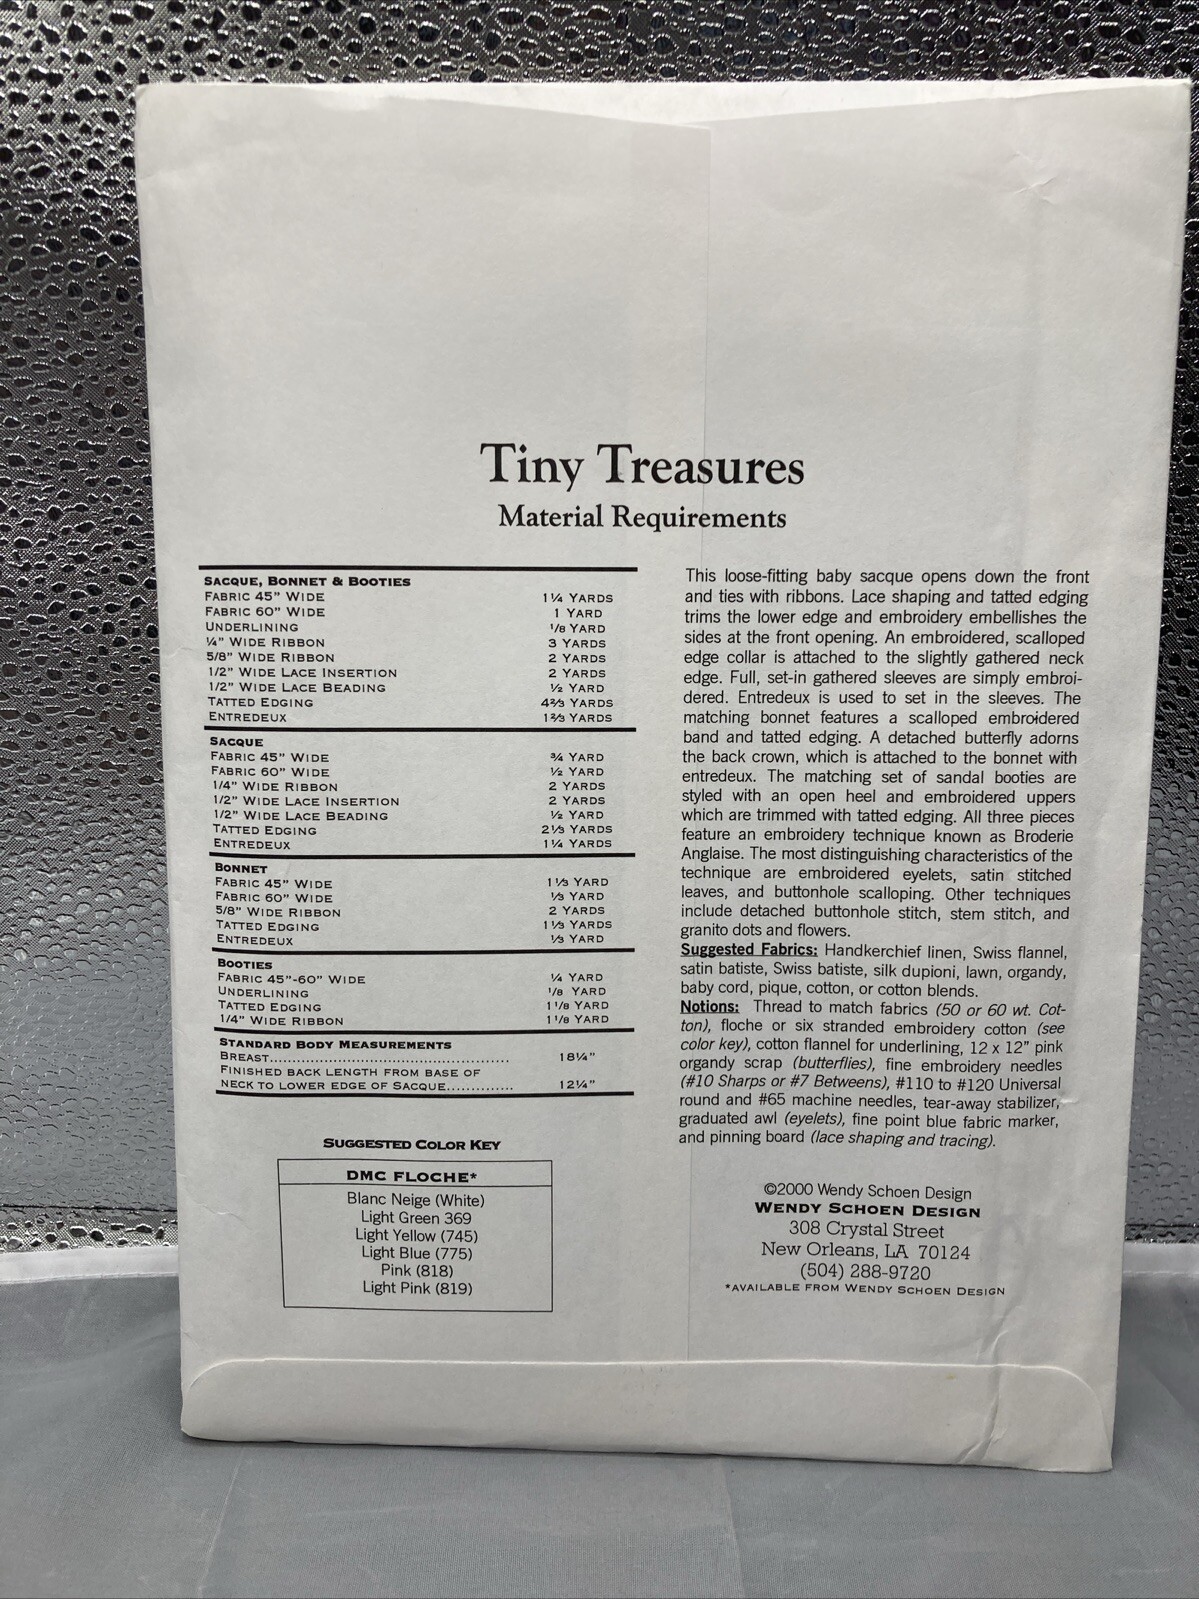 Tiny Treasures
Material Requirements
SACQUE, BONNET & BOOTIES
FABRIC 45" WIDE 1¼ YARDS
FABRIC 60" WIDE 1 YARD
UNDERLINING 1/8 YARD
¼" WIDE RIBBON 3 YARDS
5/8" WIDE RIBBON 2 YARDS
1/2" WIDE LACE INSERTION 2 YARDS
1/2" WIDE LACE BEADING ½ YARD
TATTED EDGING 4⅔ YARDS
ENTREDEUX 1⅔ YARDS
SACQUE
FABRIC 45" WIDE ¾ YARD
FABRIC 60" WIDE ½ YARD
1/4" WIDE RIBBON 2 YARDS
1/2" WIDE LACE INSERTION 2 YARDS
1/2" WIDE LACE BEADING ½ YARD
TATTED EDGING 2⅓ YARDS
ENTREDEUX 1¼ YARDS
BONNET
FABRIC 45" WIDE 1⅓ YARD
FABRIC 60" WIDE ⅓ YARD
5/8" WIDE RIBBON 2 YARDS
TATTED EDGING 1⅓ YARDS
ENTREDEUX ⅓ YARD
BOOTIES
FABRIC 45"-60" WIDE ¼ YARD
UNDERLINING 1/8 YARD
TATTED EDGING 1 1/8 YARD
1/4" WIDE RIBBON 1 1/8 YARD
STANDARD BODY MEASUREMENTS
BREAST.................................................. 18¼"
FINISHED BACK LENGTH FROM BASE OF
NECK TO LOWER EDGE OF SACQUE.............. 12¼"
SUGGESTED COLOR KEY
DMC FLOCHE*
Blanc Neige (White)
Light Green 369
Light Yellow (745)
Light Blue (775)
Pink (818)
Light Pink (819)
This loose-fitting baby sacque opens down the front
and ties with ribbons. Lace shaping and tatted edging
trims the lower edge and embroidery embellishes the
sides at the front opening. An embroidered, scalloped
edge collar is attached to the slightly gathered neck
edge. Full, set-in gathered sleeves are simply embroi-
dered. Entredeux is used to set in the sleeves. The
matching bonnet features a scalloped embroidered
band and tatted edging. A detached butterfly adorns
the back crown, which is attached to the bonnet with
entredeux. The matching set of sandal booties are
styled with an open heel and embroidered uppers
which are trimmed with tatted edging. All three pieces
feature an embroidery technique known as Broderie
Anglaise. The most distinguishing characteristics of the
technique are embroidered eyelets, satin stitched
leaves, and buttonhole scalloping. Other techniques
include detached buttonhole stitch, stem stitch, and
granito dots and flowers.
Suggested Fabrics: Handkerchief linen, Swiss flannel,
satin batiste, Swiss batiste, silk dupioni, lawn, organdy,
baby cord, pique, cotton, or cotton blends.
Notions: Thread to match fabrics (50 or 60 wt. Cot-
ton), floche or six stranded embroidery cotton (see
color key), cotton flannel for underlining, 12 x 12" pink
organdy scrap (butterflies), fine embroidery needles
(#10 Sharps or #7 Betweens), #110 to #120 Universal
round and #65 machine needles, tear-away stabilizer,
graduated awl (eyelets), fine point blue fabric marker,
and pinning board (lace shaping and tracing).
©2000 Wendy Schoen Design
WENDY SCHOEN DESIGN
308 Crystal Street
New Orleans, LA 70124
(504) 288-9720
*AVAILABLE FROM WENDY SCHOEN DESIGN